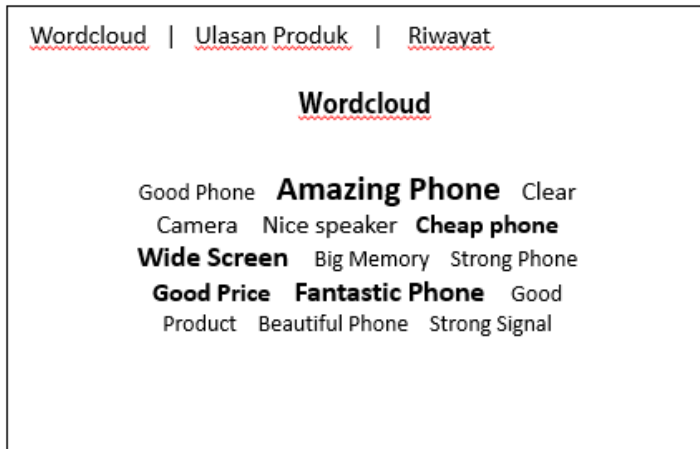 Wordcloud | Ulasan Produk | Riwayat
Wordcloud
Good Phone Amazing Phone Clear
Camera Nice speaker Cheap phone
Wide Screen Big Memory Strong Phone
Good Price Fantastic Phone Good
Product Beautiful Phone Strong Signal